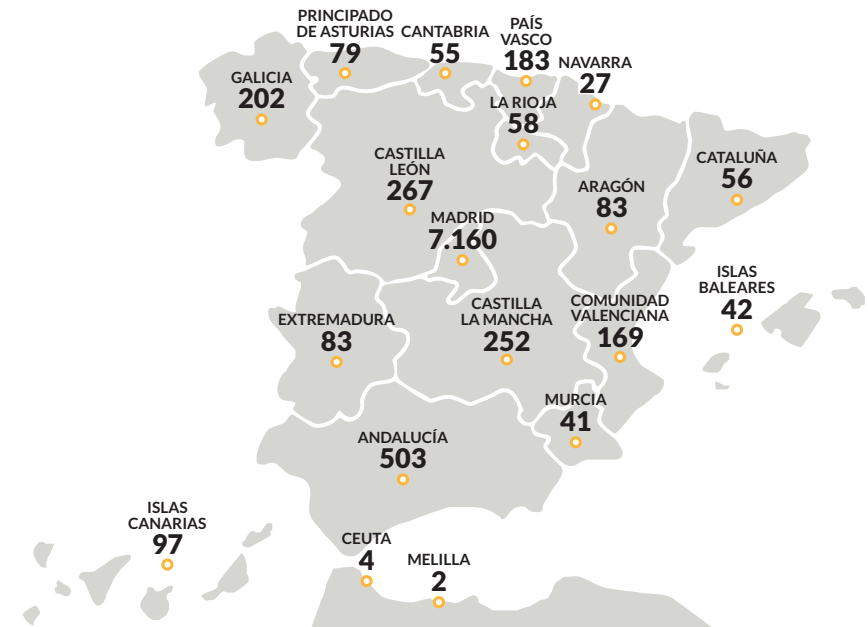 PRINCIPADO
DE ASTURIAS
79
CANTABRIA
55
PAÍS
VASCO
183
NAVARRA
27
GALICIA
202
LA RIOJA
58
CASTILLA
LEÓN
267
ARAGÓN
83
CATALUÑA
56
MADRID
7.160
ISLAS
BALEARES
42
EXTREMADURA
83
CASTILLA
LA MANCHA
252
COMUNIDAD
VALENCIANA
169
MURCIA
41
ANDALUCÍA
503
ISLAS
CANARIAS
97
CEUTA
4
MELILLA
2